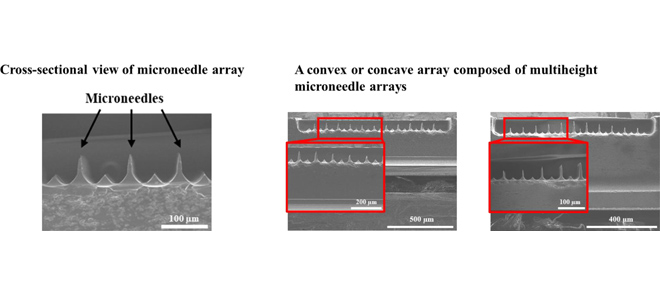 Cross-sectional view of microneedle array
Microneedles
100 μm
A convex or concave array composed of multiheight
microneedle arrays
200 μm
500 μm
100 μm
400 μm